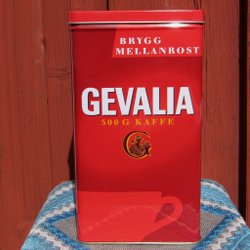 BRYGG
MELLANROST
GEVALIA
500 G KAFFE
G